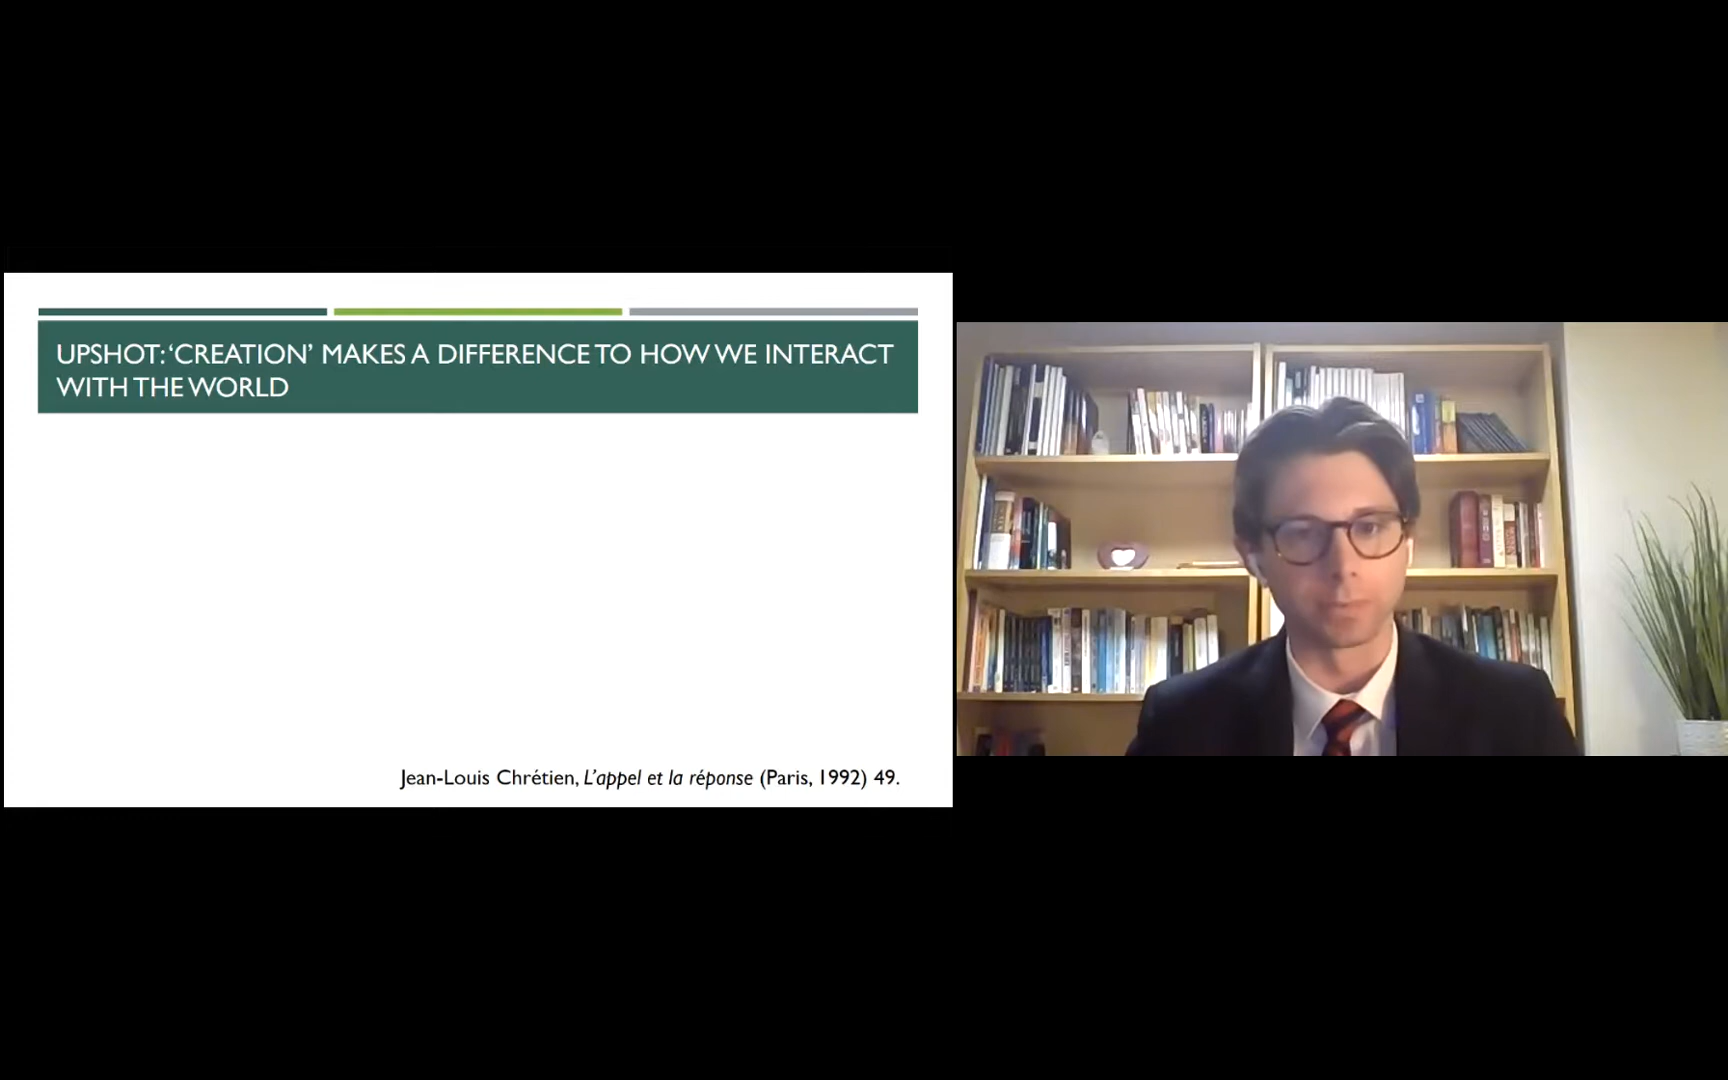 UPSHOT: ‘CREATION’ MAKES A DIFFERENCE TO HOW WE INTERACT
WITH THE WORLD
Jean-Louis Chrétien, L’appel et la réponse (Paris, 1992) 49.